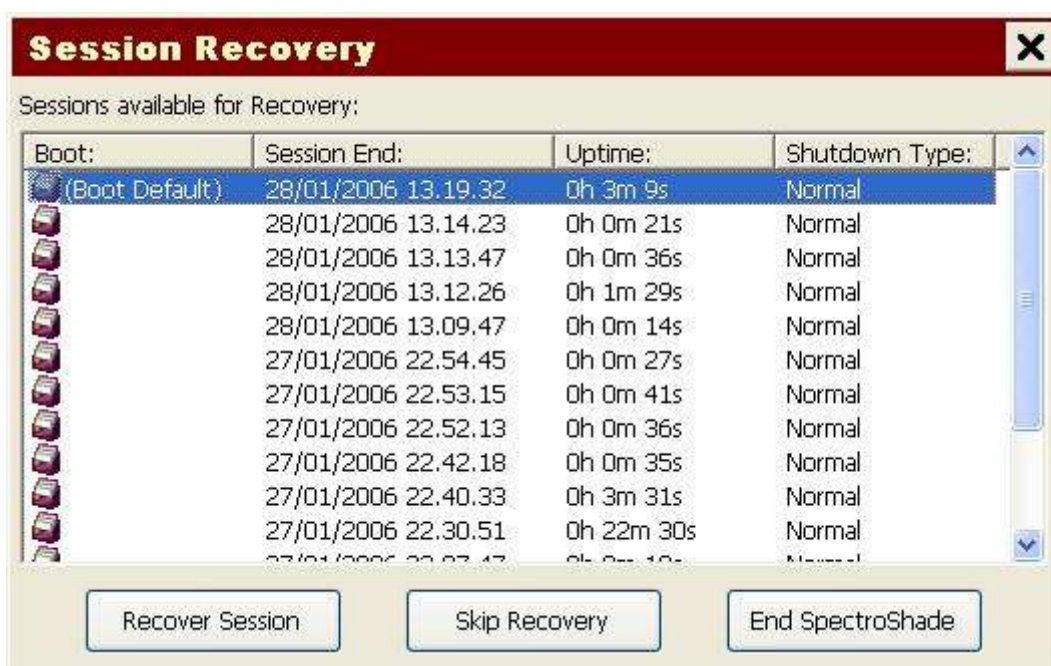 Session Recovery
Sessions available for Recovery:
Boot: Session End: Uptime: Shutdown Type:
(Boot Default) 28/01/2006 13.19.32 0h 3m 9s Normal
28/01/2006 13.14.23 0h 0m 21s Normal
28/01/2006 13.13.47 0h 0m 36s Normal
28/01/2006 13.12.26 0h 1m 29s Normal
28/01/2006 13.09.47 0h 0m 14s Normal
27/01/2006 22.54.45 0h 0m 27s Normal
27/01/2006 22.53.15 0h 0m 41s Normal
27/01/2006 22.52.13 0h 0m 36s Normal
27/01/2006 22.42.18 0h 0m 35s Normal
27/01/2006 22.40.33 0h 3m 31s Normal
27/01/2006 22.30.51 0h 22m 30s Normal
Recover Session Skip Recovery End SpectroShade